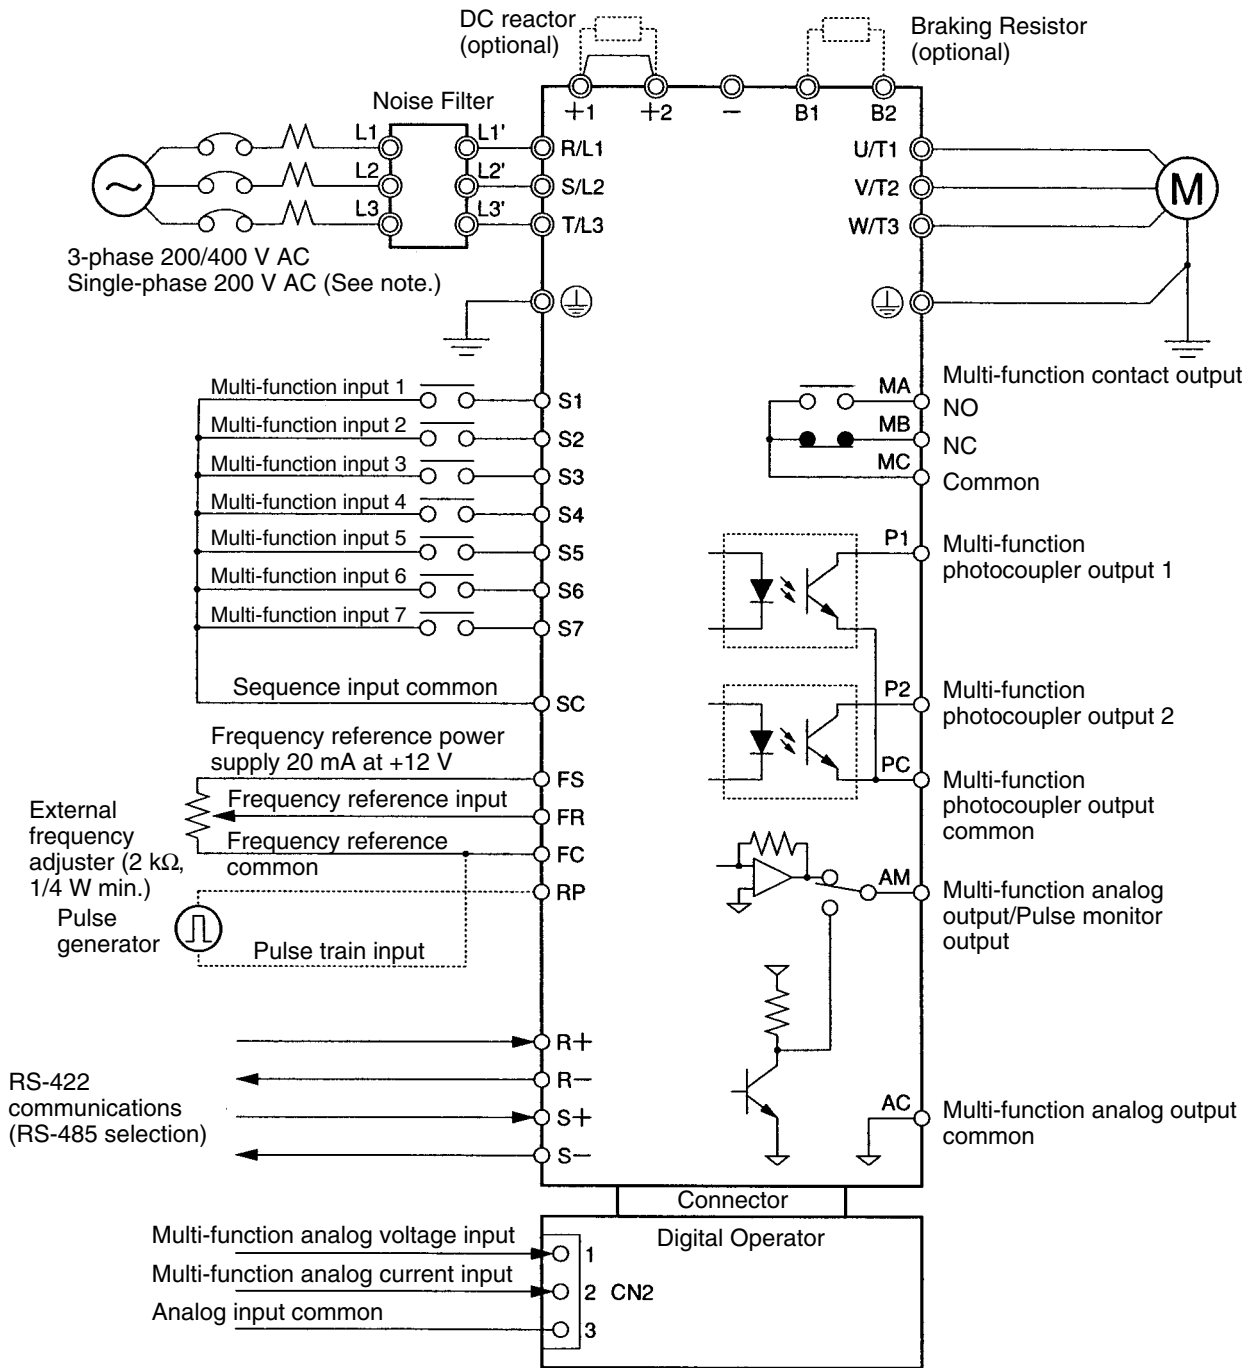 DC reactor
(optional)
Braking Resistor
(optional)
+1
+2
−
B1
B2
Noise Filter
L1
L1'
R/L1
U/T1
L2
L2'
S/L2
V/T2
M
L3
L3'
T/L3
W/T3
3-phase 200/400 V AC
Single-phase 200 V AC (See note.)
Multi-function input 1
S1
Multi-function input 2
S2
Multi-function input 3
S3
Multi-function input 4
S4
Multi-function input 5
S5
Multi-function input 6
S6
Multi-function input 7
S7
Sequence input common
SC
Frequency reference power
supply 20 mA at +12 V
FS
Frequency reference input
FR
Frequency reference
common
FC
External
frequency
adjuster (2 kΩ,
1/4 W min.)
RP
Pulse
generator
Pulse train input
MA
Multi-function contact output
NO
MB
NC
MC
Common
P1
Multi-function
photocoupler output 1
P2
Multi-function
photocoupler output 2
PC
Multi-function
photocoupler output
common
AM
Multi-function analog
output/Pulse monitor
output
AC
Multi-function analog output
common
RS-422
communications
(RS-485 selection)
R+
R−
S+
S−
Connector
Digital Operator
Multi-function analog voltage input
1
Multi-function analog current input
2
CN2
Analog input common
3